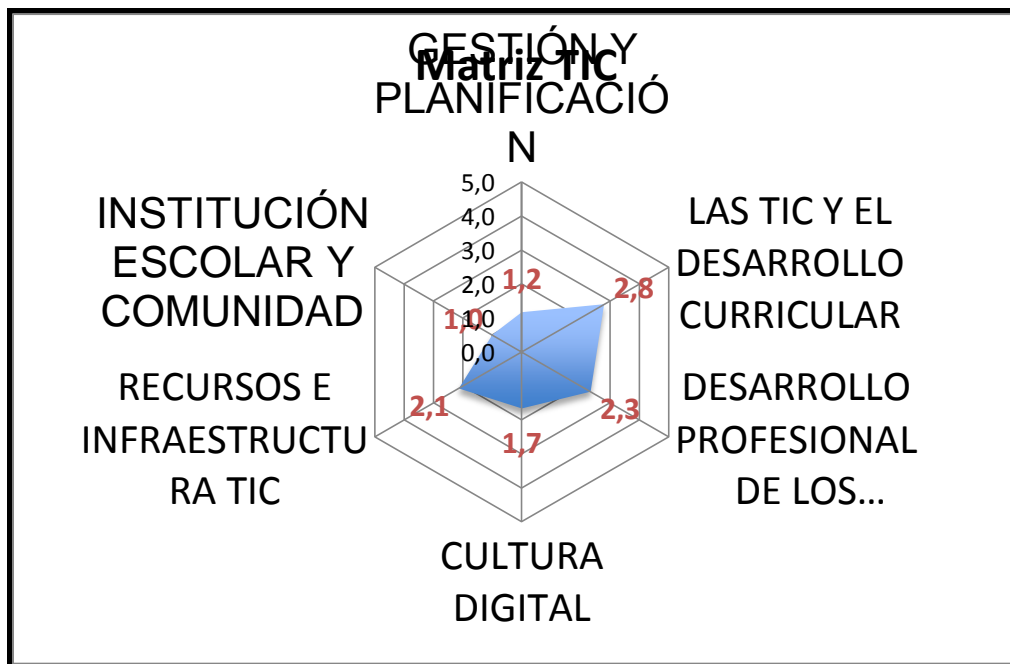 GESTIÓN Y
Matriz TIC
PLANIFICACIÓ
N
5,0
4,0
3,0
2,0
1,0
0,0
1,2
2,8
2,3
1,7
2,1
1,0
LAS TIC Y EL
DESARROLLO
CURRICULAR
DESARROLLO
PROFESIONAL
DE LOS...
CULTURA
DIGITAL
RECURSOS E
INFRAESTRUCTU
RA TIC
INSTITUCIÓN
ESCOLAR Y
COMUNIDAD